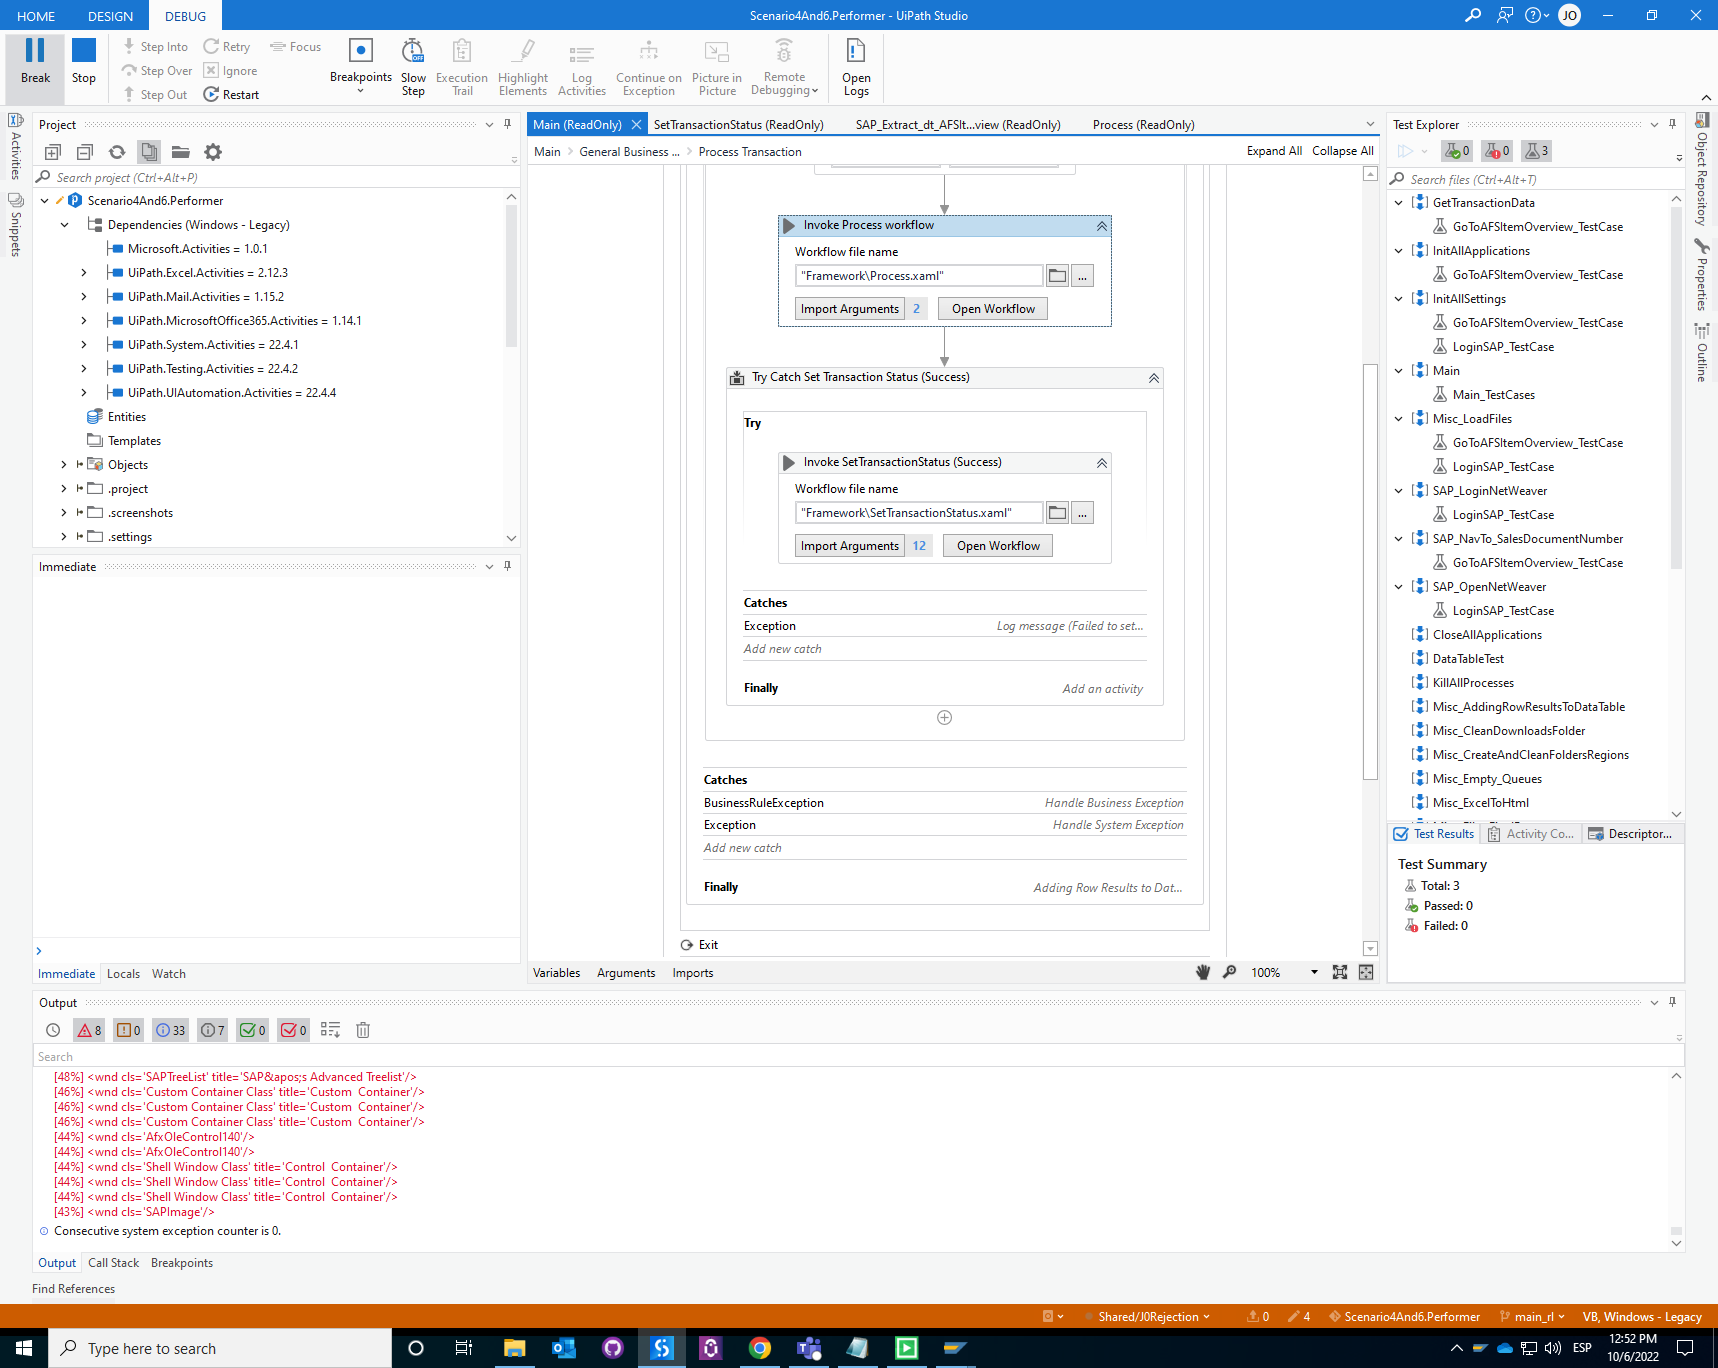 HOME DESIGN DEBUG Scenario4And6.Performer - UiPath Studio JO
Break
Stop
Step Into
Step Over
Step Out
Retry
Ignore
Restart
Focus
Breakpoints
Slow Step
Execution Trail
Highlight Elements
Log Activities
Continue on Exception
Picture in Picture
Remote Debugging
Open Logs
Activities
Snippets
Project
Search project (Ctrl+Alt+P)
Scenario4And6.Performer
Dependencies (Windows - Legacy)
Microsoft.Activities = 1.0.1
UiPath.Excel.Activities = 2.12.3
UiPath.Mail.Activities = 1.15.2
UiPath.MicrosoftOffice365.Activities = 1.14.1
UiPath.System.Activities = 22.4.1
UiPath.Testing.Activities = 22.4.2
UiPath.UIAutomation.Activities = 22.4.4
Entities
Templates
Objects
.project
.screenshots
.settings
Immediate
Immediate Locals Watch
Main (ReadOnly) SetTransactionStatus (ReadOnly) SAP_Extract_dt_AFSIt...view (ReadOnly) Process (ReadOnly)
Main > General Business ... > Process Transaction Expand All Collapse All
Invoke Process workflow
Workflow file name
"Framework\Process.xaml"
...
Import Arguments 2 Open Workflow
Try Catch Set Transaction Status (Success)
Try
Invoke SetTransactionStatus (Success)
Workflow file name
"Framework\SetTransactionStatus.xaml"
...
Import Arguments 12 Open Workflow
Catches
Exception Log message (Failed to set...
Add new catch
Finally Add an activity
Catches
BusinessRuleException Handle Business Exception
Exception Handle System Exception
Add new catch
Finally Adding Row Results to Dat...
Exit
Variables Arguments Imports 100%
Test Explorer
0 0 3
Search files (Ctrl+Alt+T)
GetTransactionData
GoToAFSItemOverview_TestCase
InitAllApplications
GoToAFSItemOverview_TestCase
InitAllSettings
GoToAFSItemOverview_TestCase
LoginSAP_TestCase
Main
Main_TestCases
Misc_LoadFiles
GoToAFSItemOverview_TestCase
LoginSAP_TestCase
SAP_LoginNetWeaver
LoginSAP_TestCase
SAP_NavTo_SalesDocumentNumber
GoToAFSItemOverview_TestCase
SAP_OpenNetWeaver
LoginSAP_TestCase
CloseAllApplications
DataTableTest
KillAllProcesses
Misc_AddingRowResultsToDataTable
Misc_CleanDownloadsFolder
Misc_CreateAndCleanFoldersRegions
Misc_Empty_Queues
Misc_ExcelToHtml
Test Results Activity Co... Descriptor...
Test Summary
Total: 3
Passed: 0
Failed: 0
Object Repository
Properties
Outline
Output
8 0 33 7 0 0
Search
[48%] <wnd cls='SAPTreeList' title='SAP&apos;s Advanced Treelist'/>
[46%] <wnd cls='Custom Container Class' title='Custom  Container'/>
[46%] <wnd cls='Custom Container Class' title='Custom  Container'/>
[46%] <wnd cls='Custom Container Class' title='Custom  Container'/>
[44%] <wnd cls='AfxOleControl140'/>
[44%] <wnd cls='AfxOleControl140'/>
[44%] <wnd cls='Shell Window Class' title='Control  Container'/>
[44%] <wnd cls='Shell Window Class' title='Control  Container'/>
[44%] <wnd cls='Shell Window Class' title='Control  Container'/>
[43%] <wnd cls='SAPImage'/>
Consecutive system exception counter is 0.
Output Call Stack Breakpoints
Find References
Shared/J0Rejection 0 4 Scenario4And6.Performer main_rl VB, Windows - Legacy
Type here to search
ESP
12:52 PM
10/6/2022